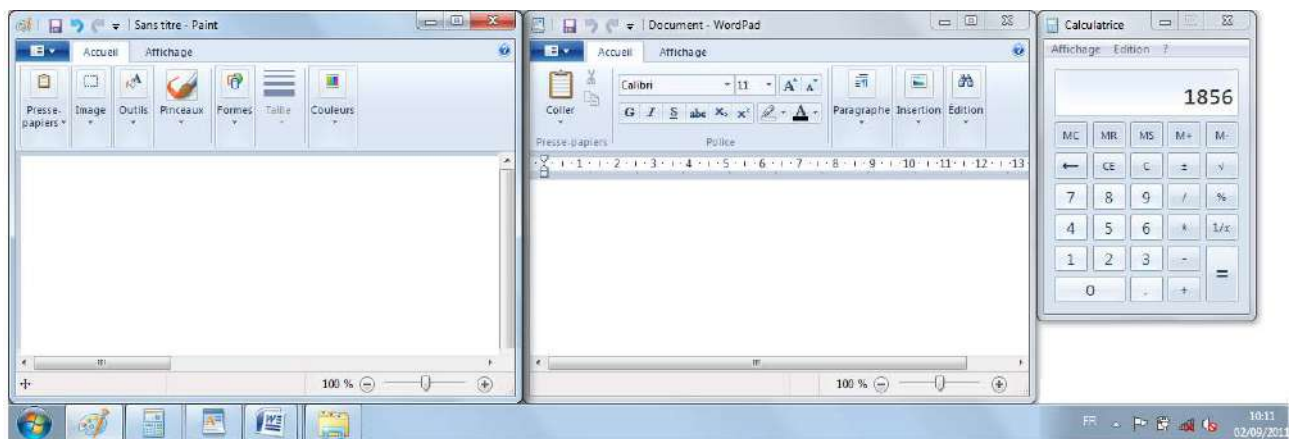 Sans titre - Paint
Accueil Affichage
Presse-papiers Image Outils Pinceaux Formes Taille Couleurs
100 %
Document - WordPad
Accueil Affichage
Calibri 11 A A
Coller G I S abc X₂ x² A Paragraphe Insertion Édition
Presse-papiers Police
1 2 3 4 5 6 7 8 9 10 11 12 13
100 %
Calculatrice
Affichage Edition ?
1856
MC MR MS M+ M-
← CE C ± √
7 8 9 / %
4 5 6 * 1/x
1 2 3 - =
0 . +
W
FR 10:11
02/09/2011